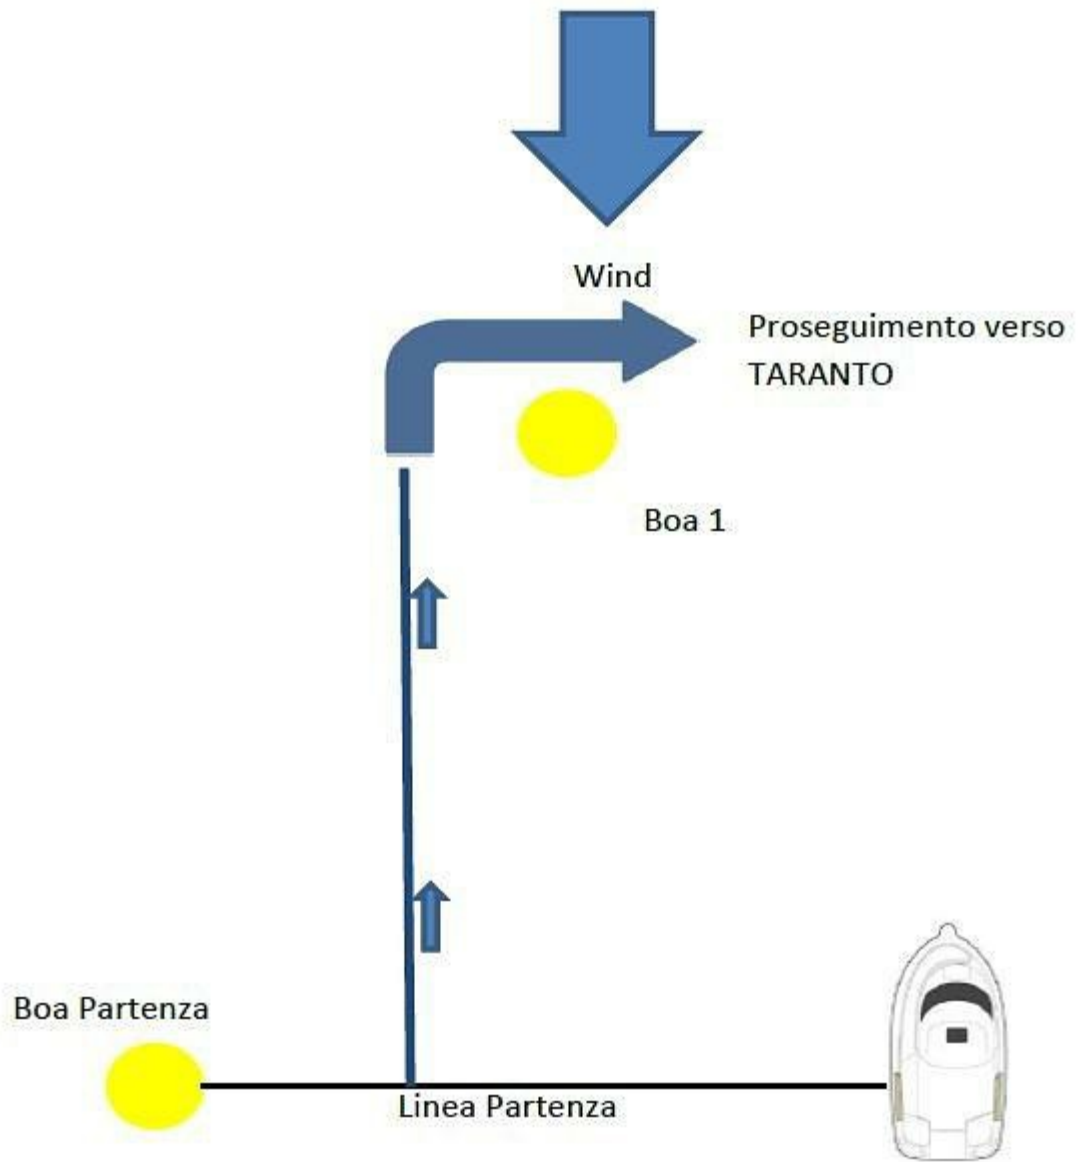 Wind
Proseguimento verso
TARANTO
Boa 1
Boa Partenza
Linea Partenza